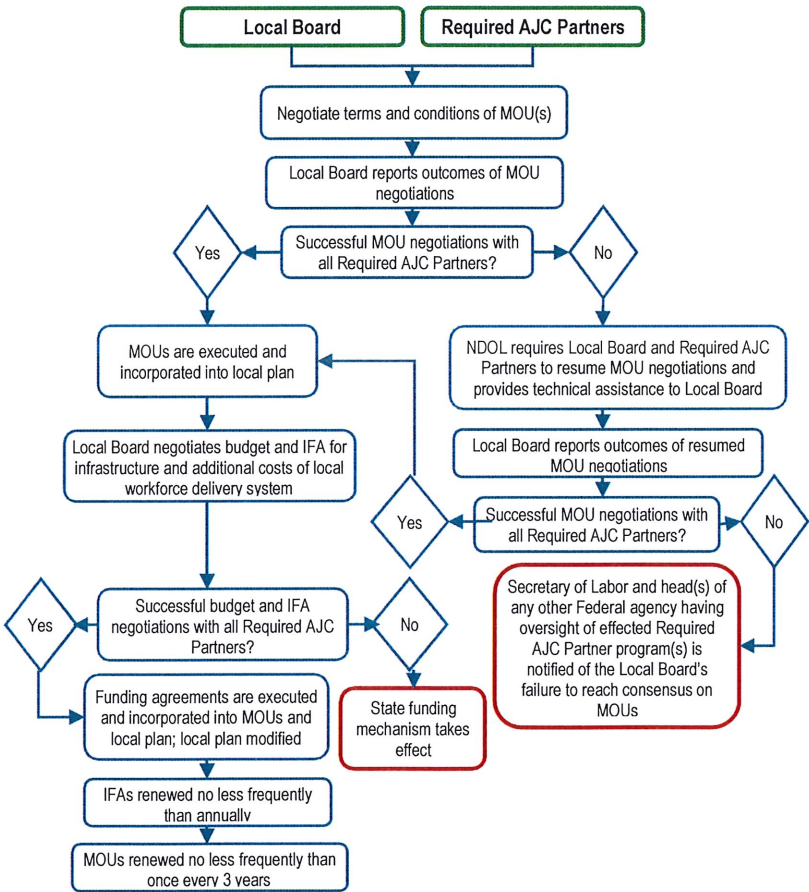 Local Board
Required AJC Partners
Negotiate terms and conditions of MOU(s)
Local Board reports outcomes of MOU
negotiations
Yes
Successful MOU negotiations with
all Required AJC Partners?
No
MOUs are executed and
incorporated into local plan
NDOL requires Local Board and Required AJC
Partners to resume MOU negotiations and
provides technical assistance to Local Board
Local Board negotiates budget and IFA for
infrastructure and additional costs of local
workforce delivery system
Local Board reports outcomes of resumed
MOU negotiations
Yes
Successful MOU negotiations with
all Required AJC Partners?
No
Yes
Successful budget and IFA
negotiations with all Required AJC
Partners?
No
Secretary of Labor and head(s) of
any other Federal agency having
oversight of effected Required
AJC Partner program(s) is
notified of the Local Board's
failure to reach consensus on
MOUs
Funding agreements are executed
and incorporated into MOUs and
local plan; local plan modified
State funding
mechanism takes
effect
IFAs renewed no less frequently
than annually
MOUs renewed no less frequently than
once every 3 years